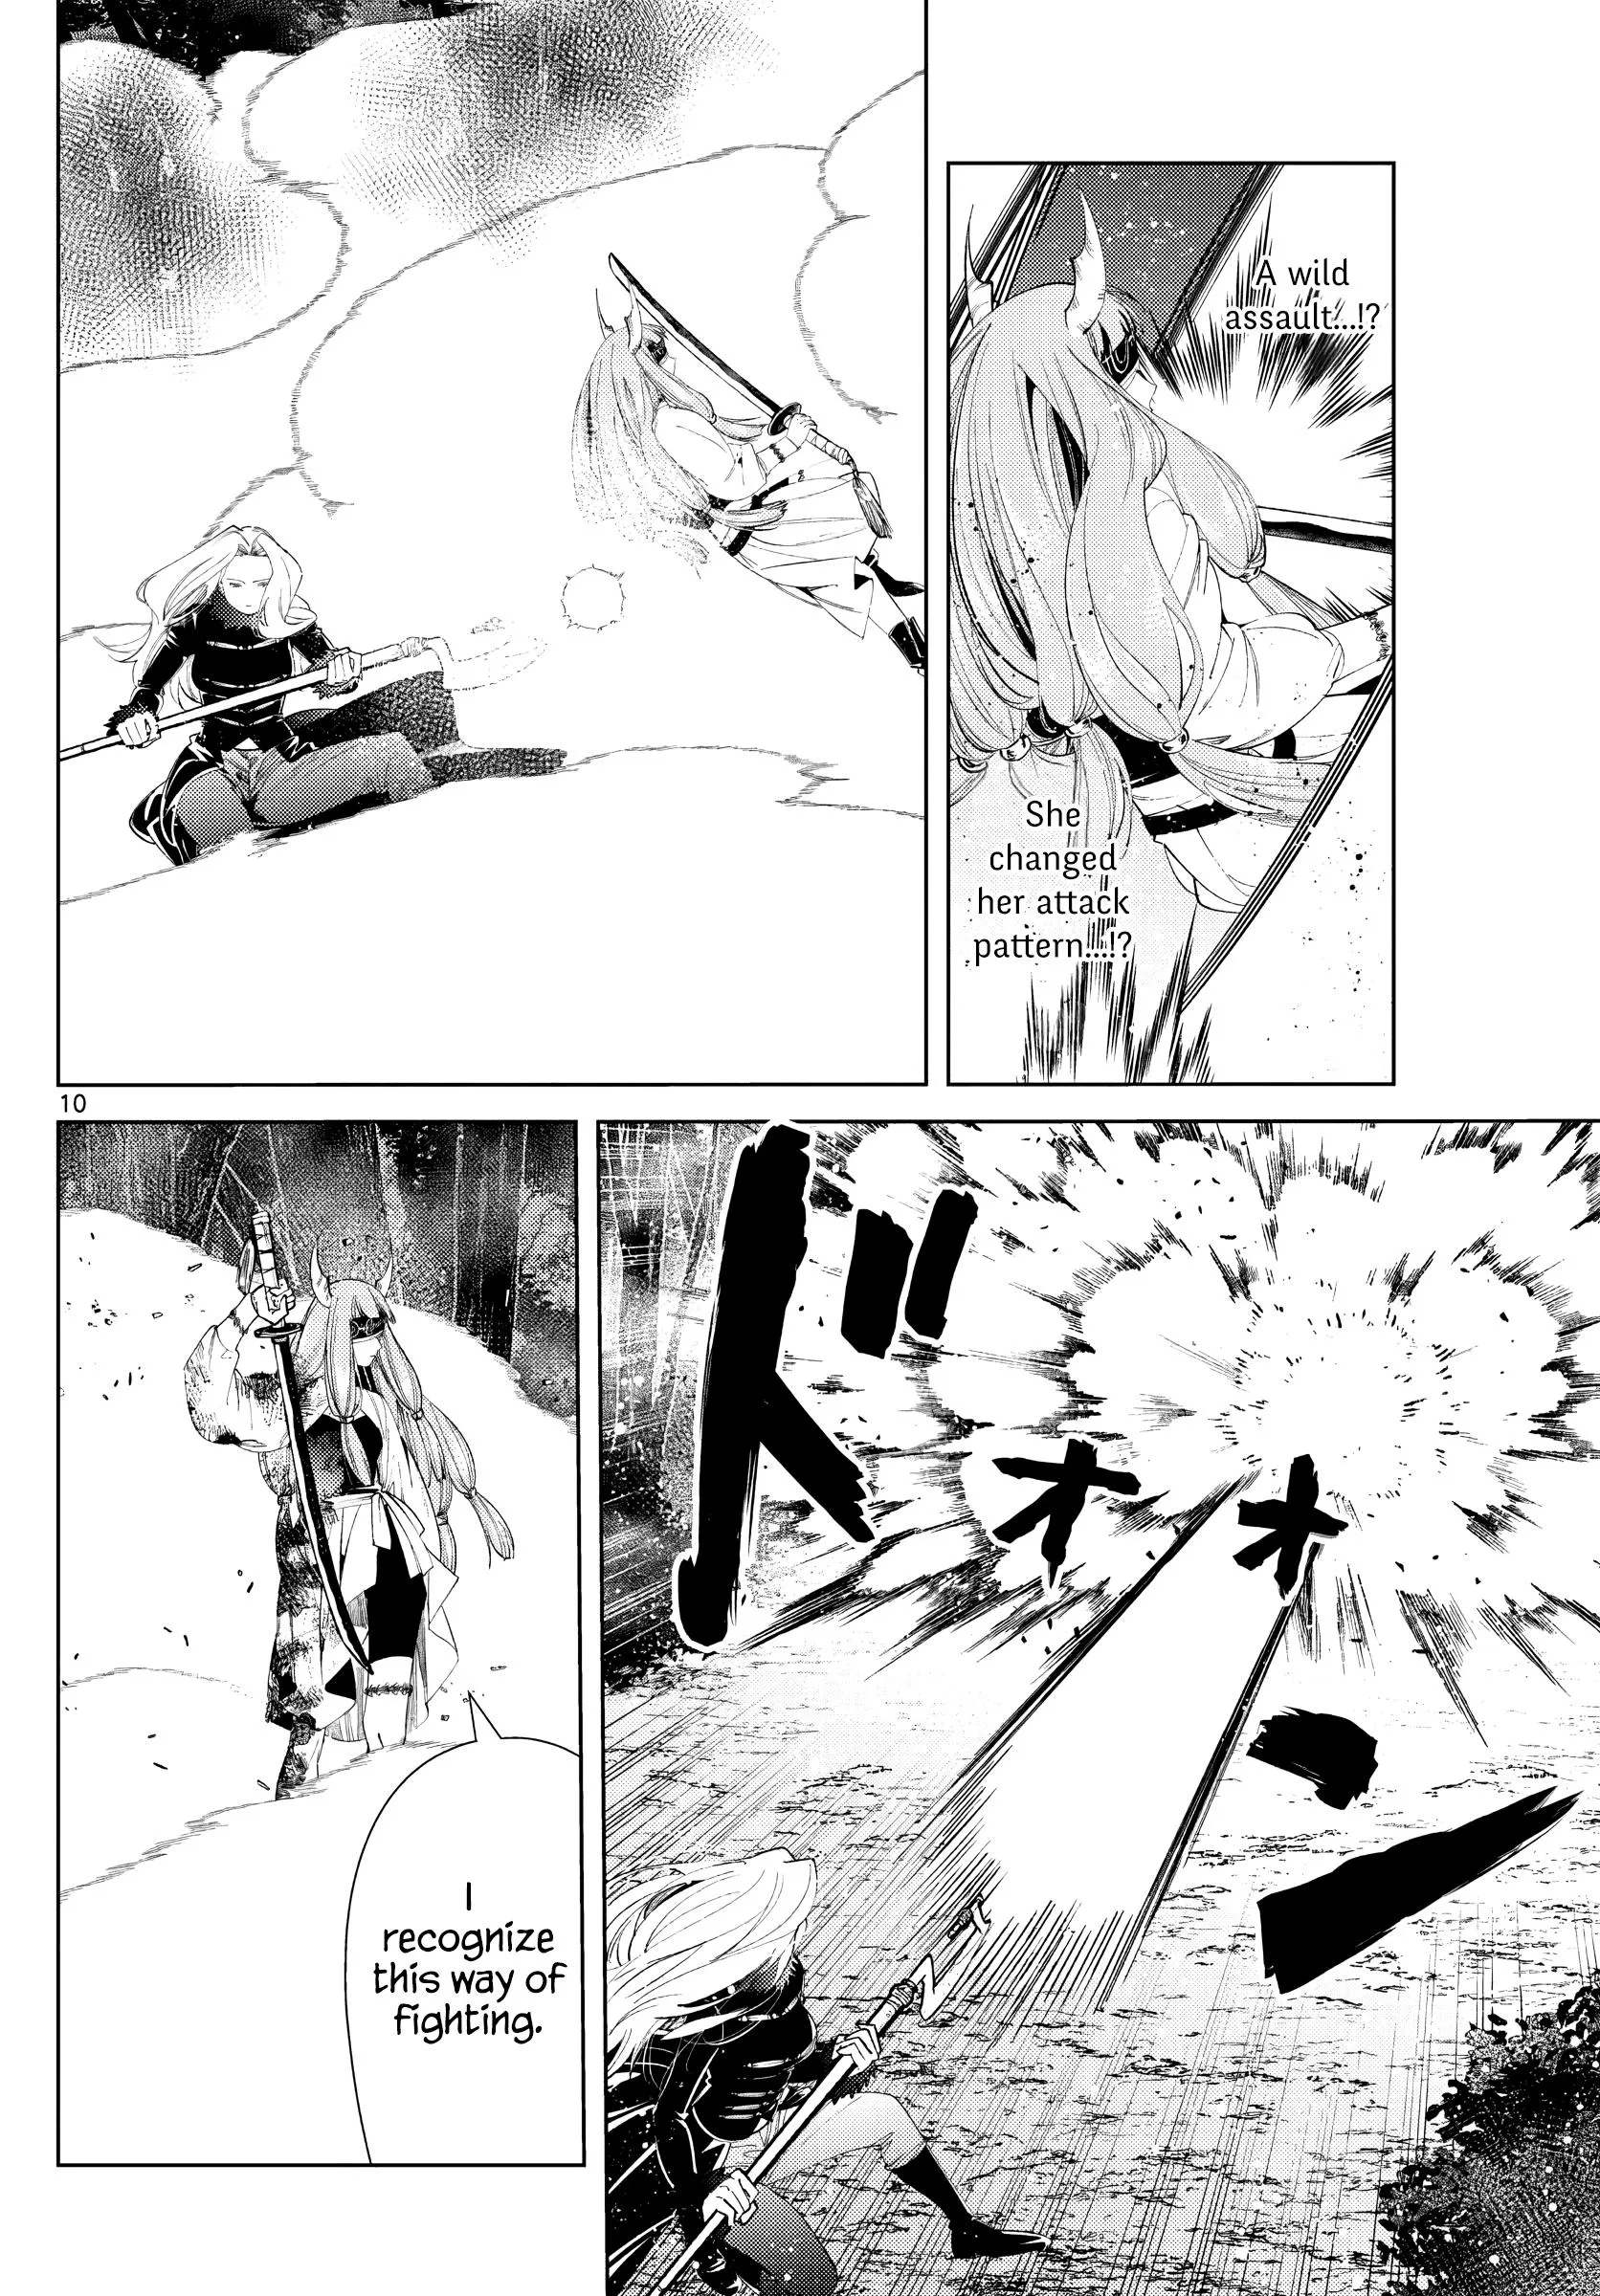 A wild
assault...!?
She
changed
her attack
pattern...!?
10
ドォォン
I
recognize
this way of
fighting.